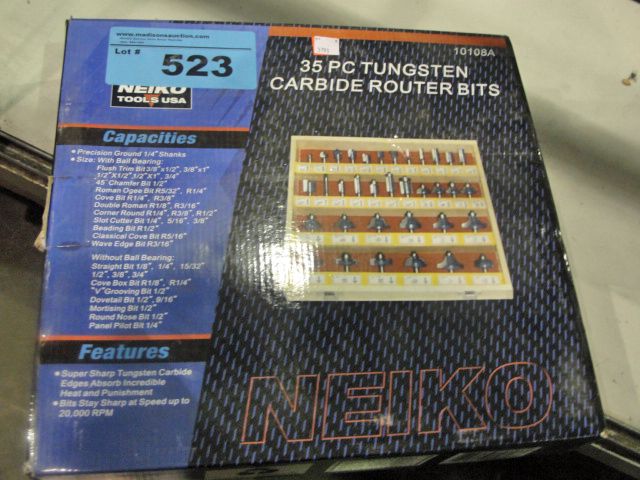 www.madisonsauction.com
Lot #
523
10108A
35 PC TUNGSTEN
CARBIDE ROUTER BITS
NEIKO
TOOLS USA
Capacities
• Precision Ground 1/4" Shanks
• Size: With Ball Bearing:
Flush Trim Bit3/8"x1/2", 3/8"x1"
1/2"X1/2",1/2"X1", 3/4"
45° Chamfer Bit 1/2"
Roman Ogee Bit R5/32", R1/4"
Cove Bit R1/4", R3/8"
Double Roman R1/8", R3/16"
Corner Round R1/4", R3/8", R1/2"
Slot Cutter Bit 1/4", 5/16", 3/8"
Beading Bit R1/2"
Classical Cove Bit R5/16"
Wave Edge Bit R3/16"
Without Ball Bearing:
Straight Bit 1/8", 1/4", 15/32"
1/2", 3/8", 3/4"
Cove Box Bit R1/8", R1/4"
"V"Grooving Bit 1/2"
Dovetail Bit 1/2", 9/16"
Mortising Bit 1/2"
Round Nose Bit 1/2"
Panel Pilot Bit 1/4"
Features
• Super Sharp Tungsten Carbide
Edges Absorb Incredible
Heat and Punishment
• Bits Stay Sharp at Speed up to
20,000 RPM
NEIKO